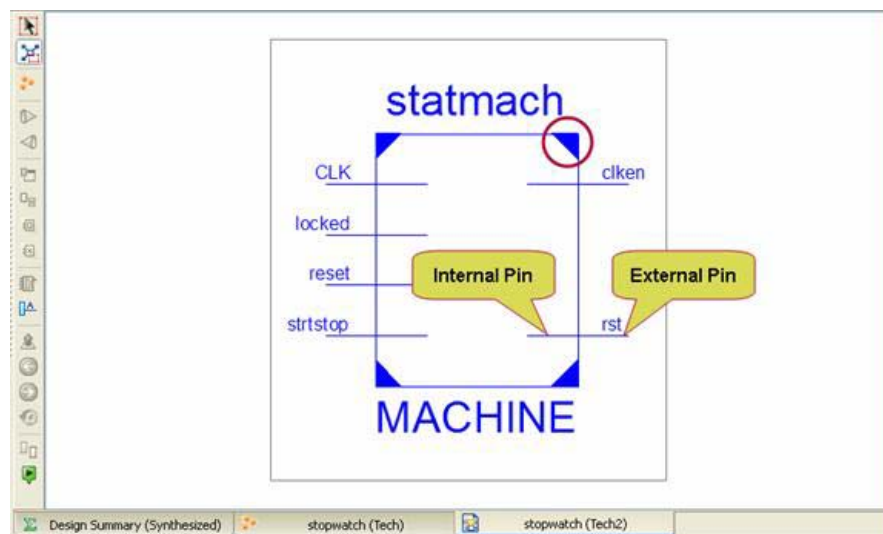 statmach
CLK
clken
locked
reset
Internal Pin
External Pin
strtstop
rst
MACHINE
Design Summary (Synthesized)
stopwatch (Tech)
stopwatch (Tech2)